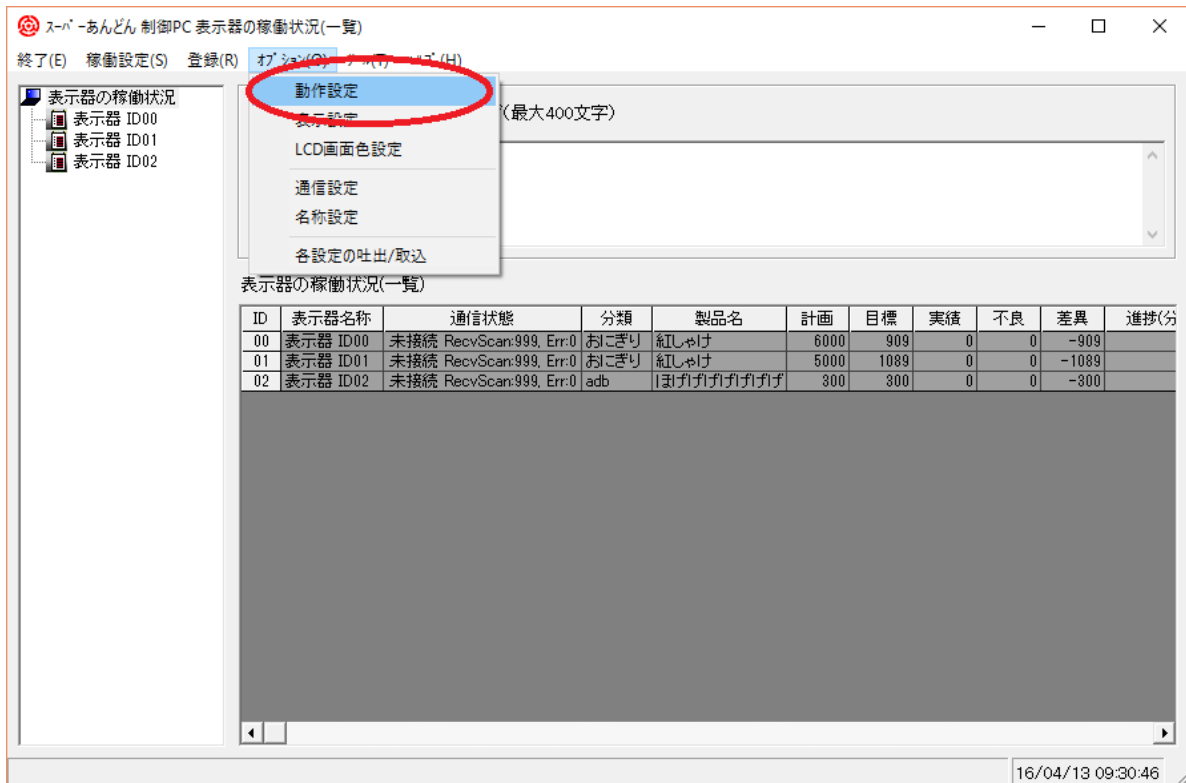 スーパーあんどん 制御PC 表示器の稼働状況(一覧)
終了(E) 稼働設定(S) 登録(R) オプション(O) (T) (H)
動作設定
表示設定
LCD画面色設定
通信設定
名称設定
各設定の吐出/取込
表示器の稼働状況
表示器 ID00
表示器 ID01
表示器 ID02
(最大400文字)
表示器の稼働状況(一覧)
ID 表示器名称 通信状態 分類 製品名 計画 目標 実績 不良 差異 進捗(分
00 表示器 ID00 未接続 RecvScan:999, Err:0 おにぎり 紅しゃけ 6000 909 0 0 -909
01 表示器 ID01 未接続 RecvScan:999, Err:0 おにぎり 紅しゃけ 5000 1089 0 0 -1089
02 表示器 ID02 未接続 RecvScan:999, Err:0 adb ほげげげげげげげ 300 300 0 0 -300
16/04/13 09:30:46